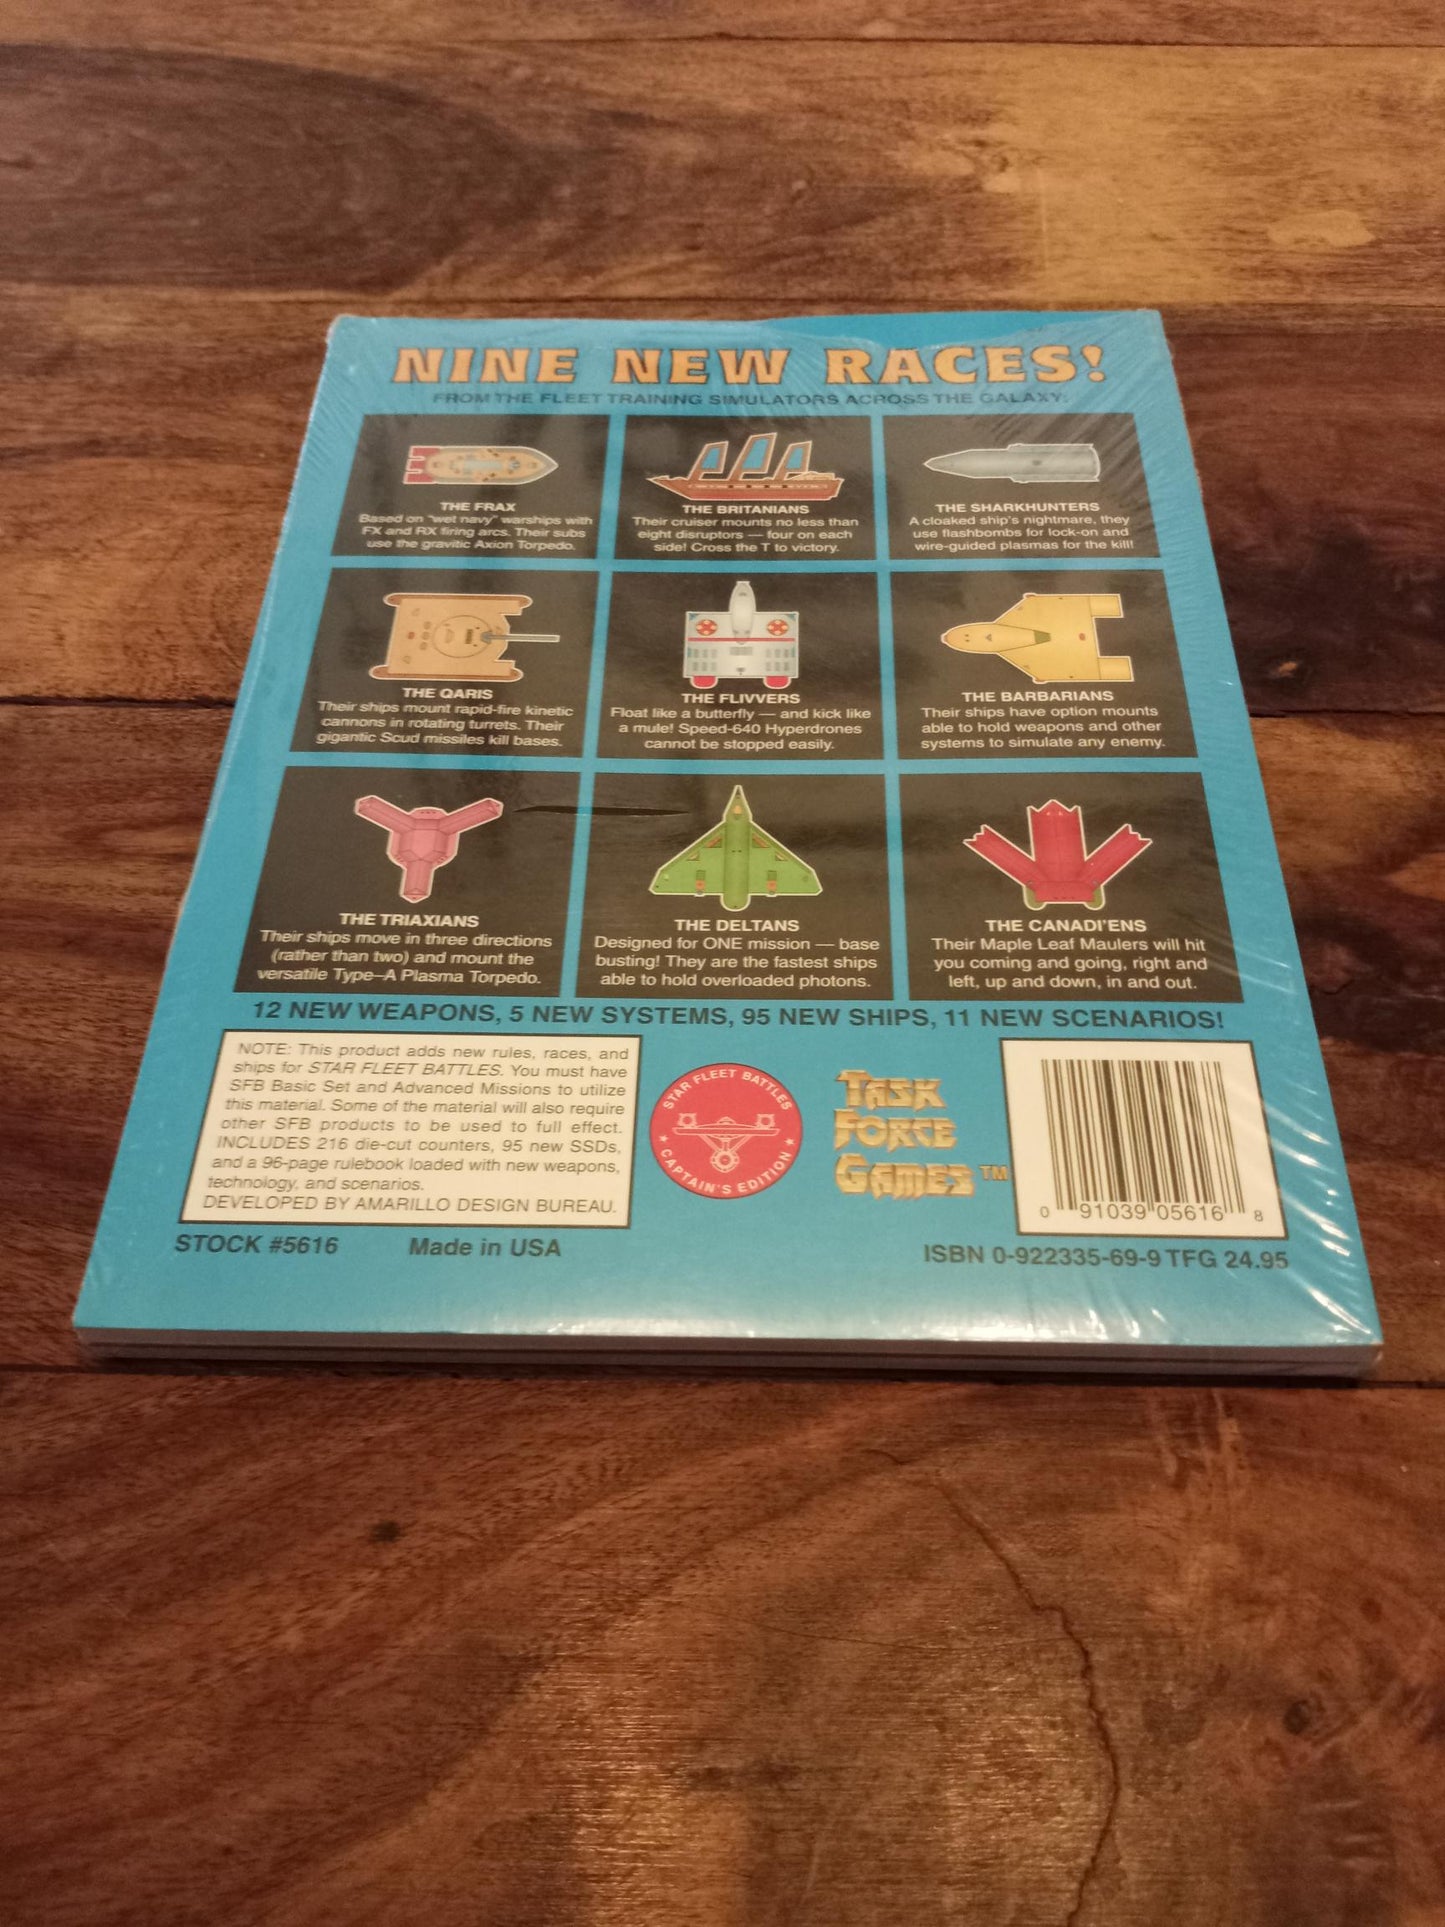 NINE NEW RACES!
FROM THE FLEET TRAINING SIMULATORS ACROSS THE GALAXY:
THE FRAX
Based on "wet navy" warships with
FX and RX firing arcs. Their subs
use the gravitic Axion Torpedo.
THE BRITANIANS
Their cruiser mounts no less than
eight disruptors — four on each
side! Cross the T to victory.
THE SHARKHUNTERS
A cloaked ship's nightmare, they
use flashbombs for lock-on and
wire-guided plasmas for the kill!
THE QARIS
Their ships mount rapid-fire kinetic
cannons in rotating turrets. Their
gigantic Scud missiles kill bases.
THE FLIVVERS
Float like a butterfly — and kick like
a mule! Speed-640 Hyperdrones
cannot be stopped easily.
THE BARBARIANS
Their ships have option mounts
able to hold weapons and other
systems to simulate any enemy.
THE TRIAXIANS
Their ships move in three directions
(rather than two) and mount the
versatile Type–A Plasma Torpedo.
THE DELTANS
Designed for ONE mission — base
busting! They are the fastest ships
able to hold overloaded photons.
THE CANADI'ENS
Their Maple Leaf Maulers will hit
you coming and going, right and
left, up and down, in and out.
12 NEW WEAPONS, 5 NEW SYSTEMS, 95 NEW SHIPS, 11 NEW SCENARIOS!
NOTE: This product adds new rules, races, and
ships for STAR FLEET BATTLES. You must have
SFB Basic Set and Advanced Missions to utilize
this material. Some of the material will also require
other SFB products to be used to full effect.
INCLUDES 216 die-cut counters, 95 new SSDs,
and a 96-page rulebook loaded with new weapons,
technology, and scenarios.
DEVELOPED BY AMARILLO DESIGN BUREAU.
STAR FLEET BATTLES
CAPTAIN'S EDITION
TASK
FORCE
GAMES™
0 91039 05616 8
STOCK #5616 Made in USA
ISBN 0-922335-69-9 TFG 24.95